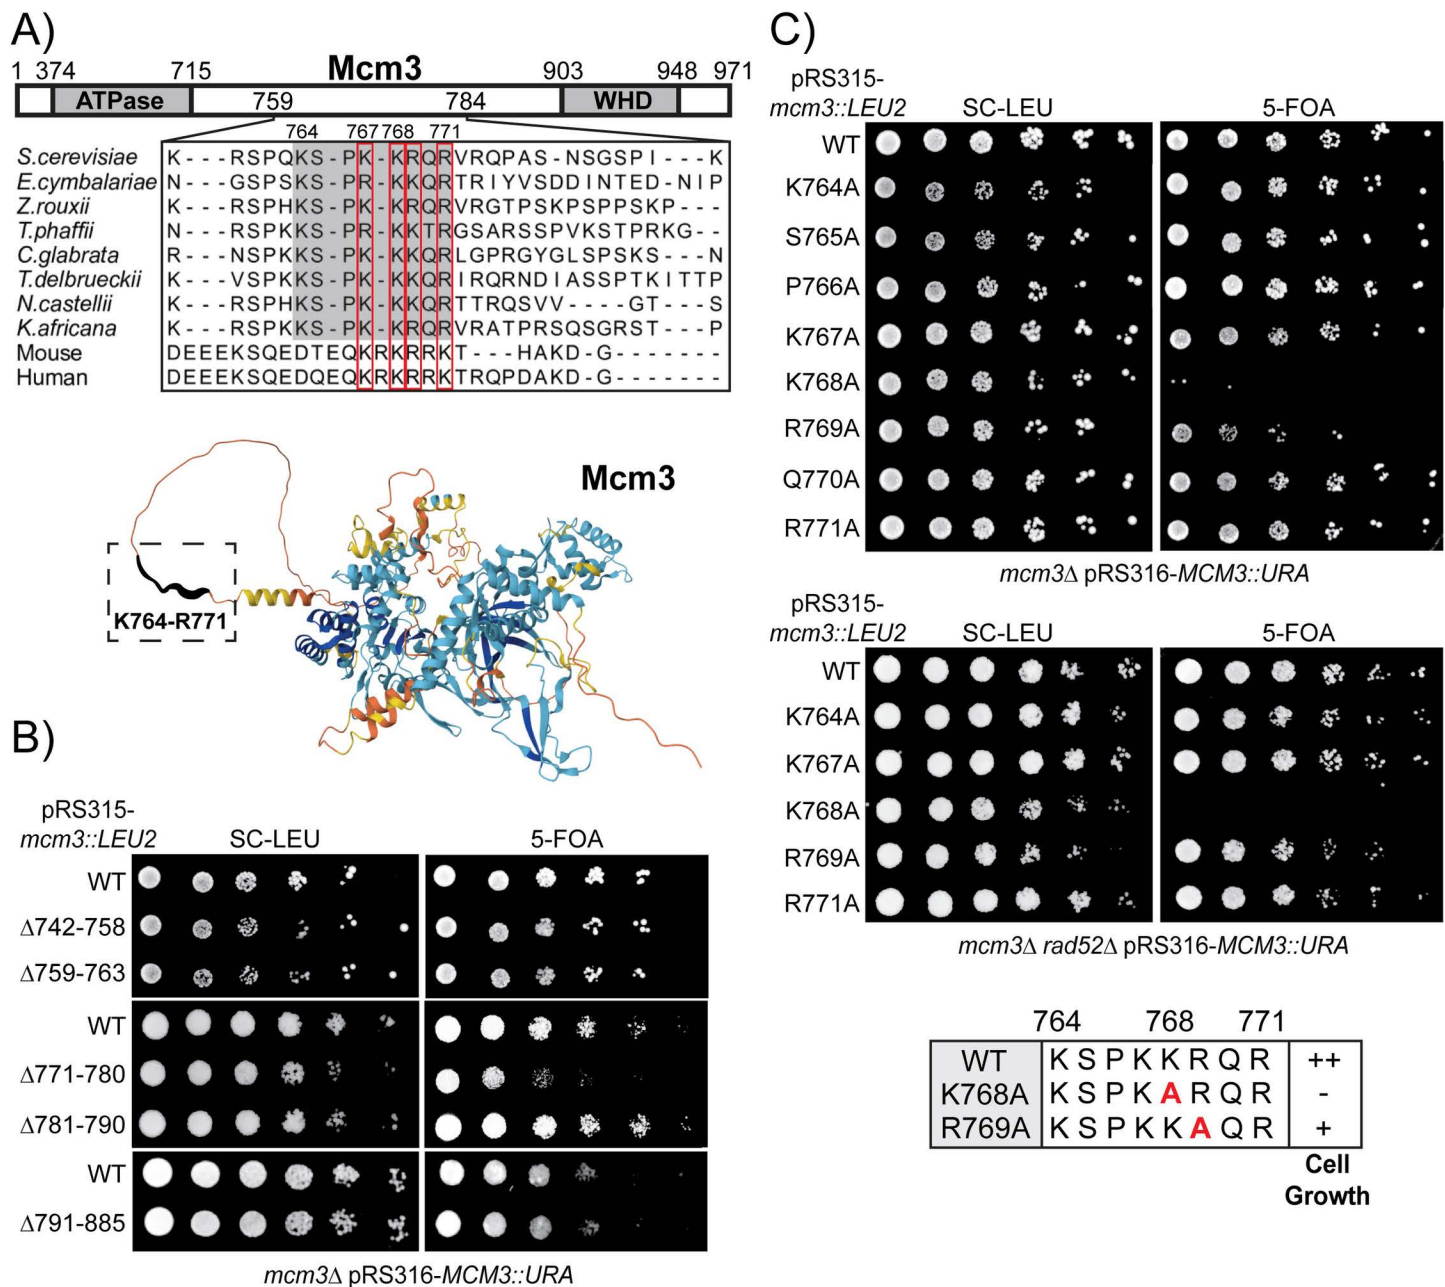 A)
Mcm3
1 374 715 903 948 971
ATPase 759 784 WHD
764 767 768 771
S.cerevisiae K---RSPQKS-PK-KRQRVRQPAS-NSGSPI---K
E.cymbalariae N---GSPSKS-PR-KKQRTRIYVSDDINTED-NIP
Z.rouxii K---RSPHKS-PK-KRQRVRGTPSKPSPPSKP---
T.phaffii N---RSPKKS-PR-KKTRGSARSSPVKSTPRKG--
C.glabrata R---NSPKKS-PK-KKQRLGPRGYGLSPSKS---N
T.delbrueckii K---VSPKKS-PK-KKQRIRQRNDIASSPTKITTP
N.castellii K---RSPHKS-PK-KKQRTTRQSVV----GT---S
K.africana K---RSPKKS-PK-KRQRVRATPRSQSGRST---P
Mouse DEEEKSQEDTEQKRKRRKT---HAKD-G-------
Human DEEEKSQEDQEQKRKRRKTRQPDAKD-G-------
Mcm3
K764-R771
B)
pRS315-
mcm3::LEU2 SC-LEU 5-FOA
WT
Δ742-758
Δ759-763
WT
Δ771-780
Δ781-790
WT
Δ791-885
mcm3Δ pRS316-MCM3::URA
C)
pRS315-
mcm3::LEU2 SC-LEU 5-FOA
WT
K764A
S765A
P766A
K767A
K768A
R769A
Q770A
R771A
mcm3Δ pRS316-MCM3::URA
pRS315-
mcm3::LEU2 SC-LEU 5-FOA
WT
K764A
K767A
K768A
R769A
R771A
mcm3Δ rad52Δ pRS316-MCM3::URA
764 768 771
WT K S P K K R Q R ++
K768A K S P K A R Q R -
R769A K S P K K A Q R +
Cell
Growth